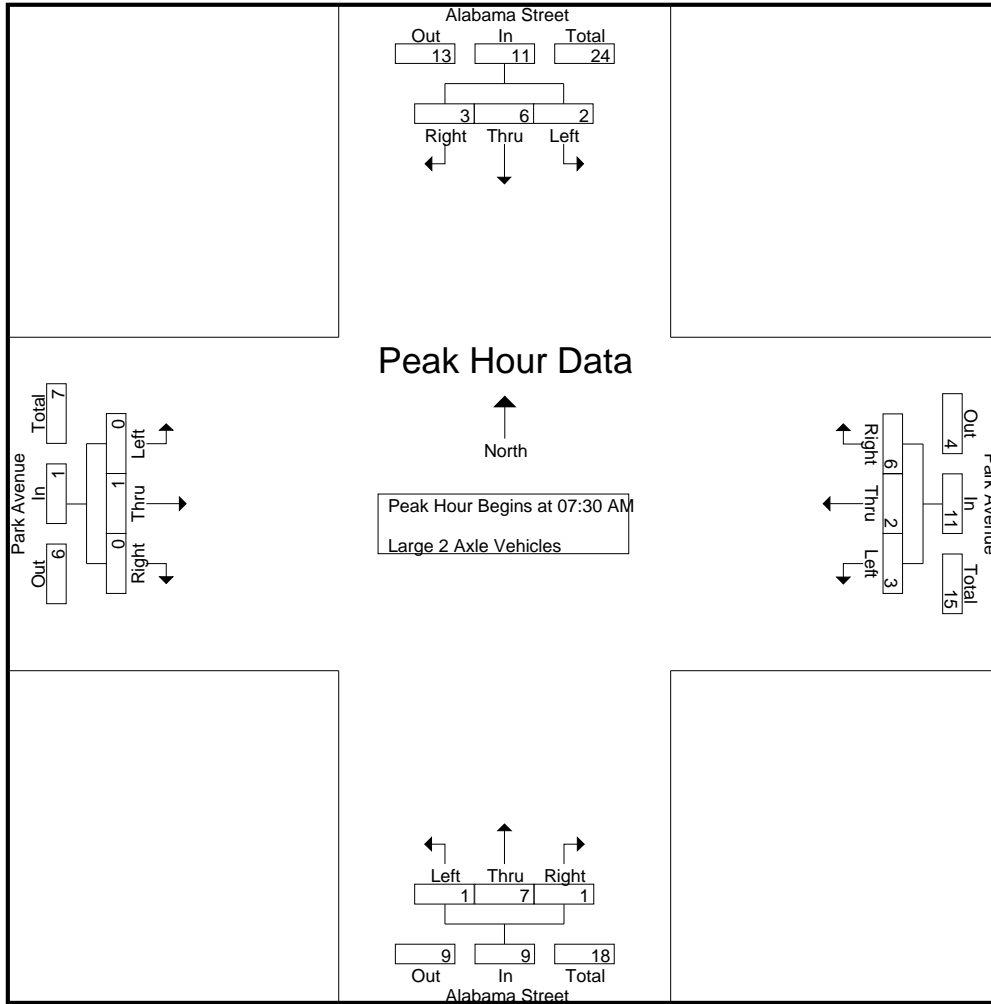 Alabama Street
Out In Total
13 11 24
3 6 2
Right Thru Left
Peak Hour Data
North
Peak Hour Begins at 07:30 AM
Large 2 Axle Vehicles
Park Avenue
Total In Out
7 1 6
0 1 0
Left Thru Right
Park Avenue
Out In Total
4 11 15
6 2 3
Right Thru Left
Left Thru Right
1 7 1
9 9 18
Out In Total
Alabama Street